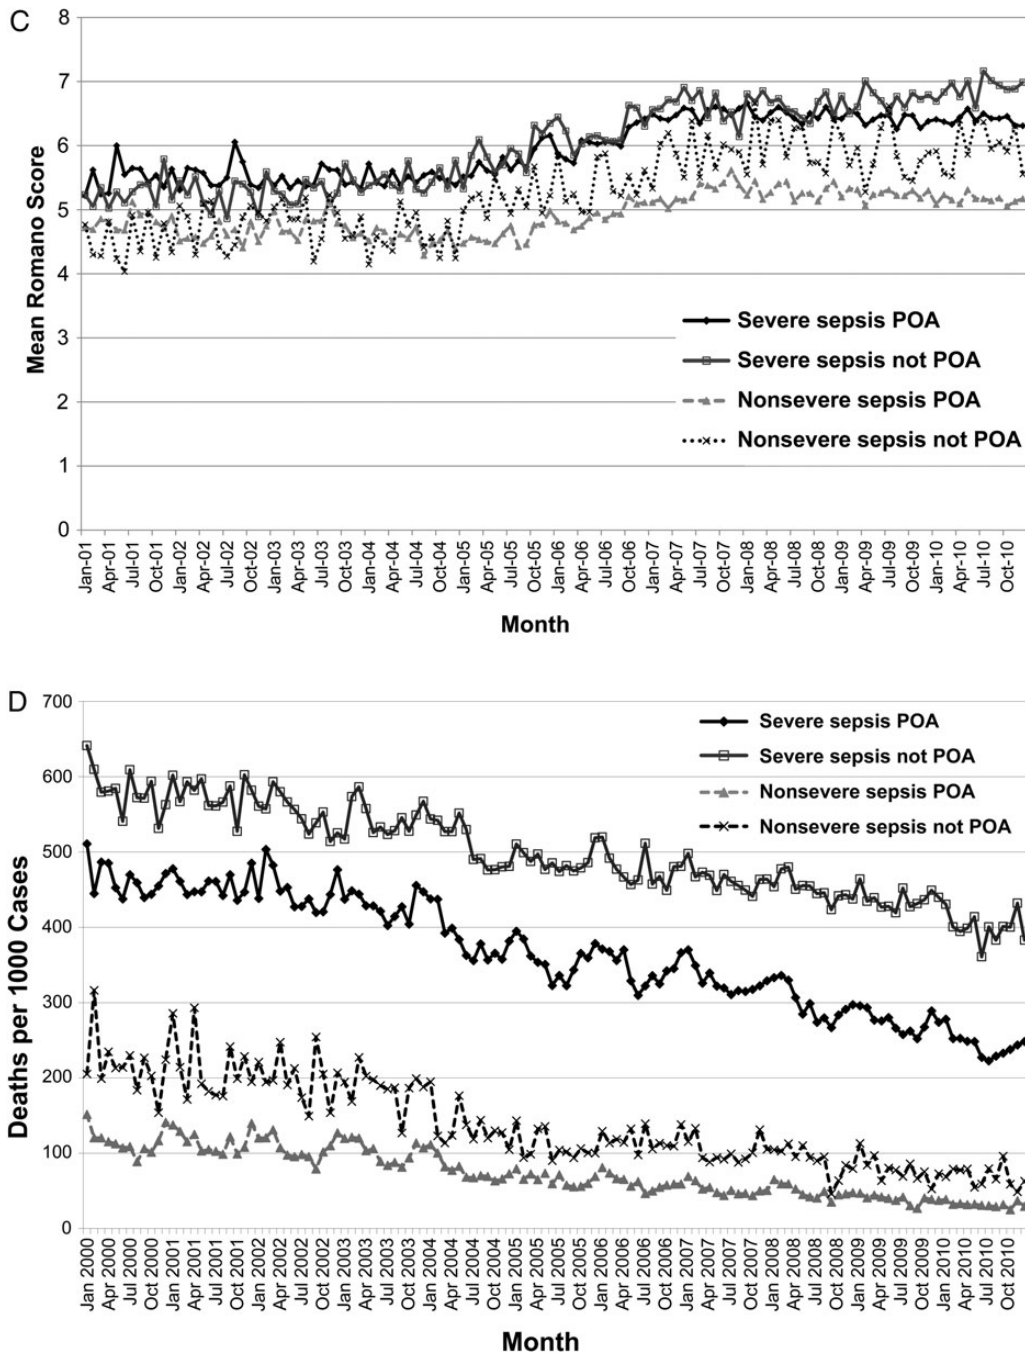 C
8
7
6
5
4
3
2
1
0
Mean Romano Score
Severe sepsis POA
Severe sepsis not POA
Nonsevere sepsis POA
Nonsevere sepsis not POA
Jan-01 Apr-01 Jul-01 Oct-01 Jan-02 Apr-02 Jul-02 Oct-02 Jan-03 Apr-03 Jul-03 Oct-03 Jan-04 Apr-04 Jul-04 Oct-04 Jan-05 Apr-05 Jul-05 Oct-05 Jan-06 Apr-06 Jul-06 Oct-06 Jan-07 Apr-07 Jul-07 Oct-07 Jan-08 Apr-08 Jul-08 Oct-08 Jan-09 Apr-09 Jul-09 Oct-09 Jan-10 Apr-10 Jul-10 Oct-10
Month
D
700
600
500
400
300
200
100
0
Deaths per 1000 Cases
Severe sepsis POA
Severe sepsis not POA
Nonsevere sepsis POA
Nonsevere sepsis not POA
Jan 2000 Apr 2000 Jul 2000 Oct 2000 Jan 2001 Apr 2001 Jul 2001 Oct 2001 Jan 2002 Apr 2002 Jul 2002 Oct 2002 Jan 2003 Apr 2003 Jul 2003 Oct 2003 Jan 2004 Apr 2004 Jul 2004 Oct 2004 Jan 2005 Apr 2005 Jul 2005 Oct 2005 Jan 2006 Apr 2006 Jul 2006 Oct 2006 Jan 2007 Apr 2007 Jul 2007 Oct 2007 Jan 2008 Apr 2008 Jul 2008 Oct 2008 Jan 2009 Apr 2009 Jul 2009 Oct 2009 Jan 2010 Apr 2010 Jul 2010 Oct 2010
Month